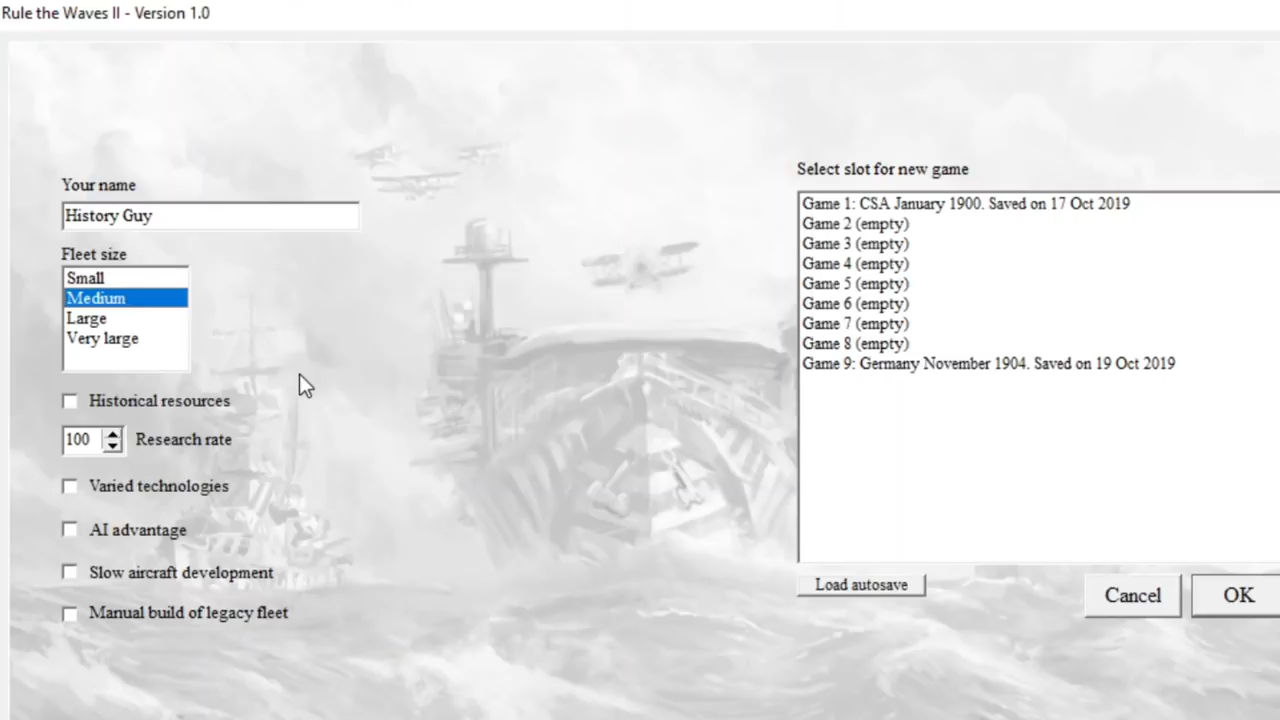 Rule the Waves II - Version 1.0
Your name
History Guy
Fleet size
Small
Medium
Large
Very large
Historical resources
100 Research rate
Varied technologies
AI advantage
Slow aircraft development
Manual build of legacy fleet
Select slot for new game
Game 1: CSA January 1900. Saved on 17 Oct 2019
Game 2 (empty)
Game 3 (empty)
Game 4 (empty)
Game 5 (empty)
Game 6 (empty)
Game 7 (empty)
Game 8 (empty)
Game 9: Germany November 1904. Saved on 19 Oct 2019
Load autosave
Cancel
OK